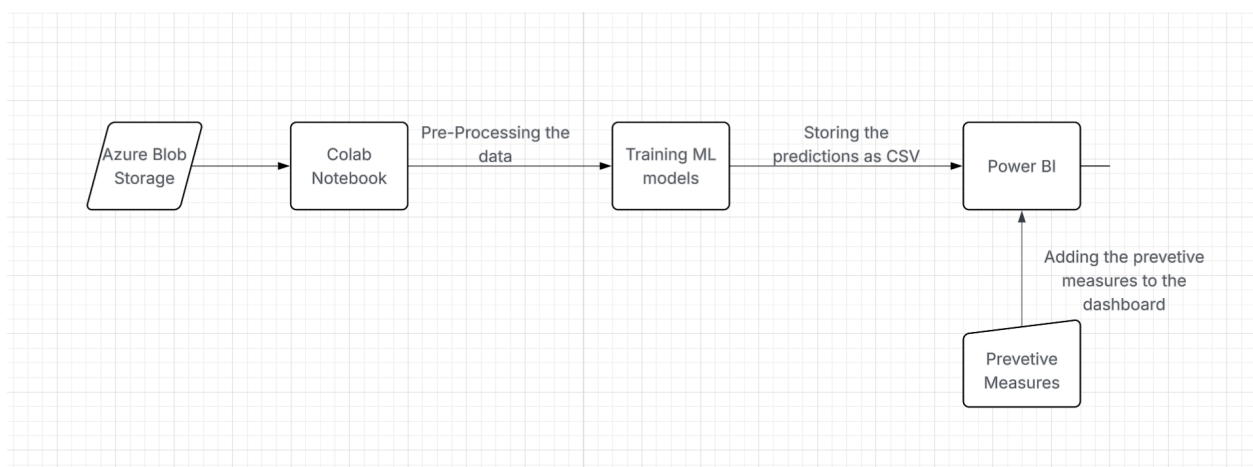 Azure Blob
Storage
Colab
Notebook
Pre-Processing the
data
Training ML
models
Storing the
predictions as CSV
Power BI
Adding the prevetive
measures to the
dashboard
Prevetive
Measures